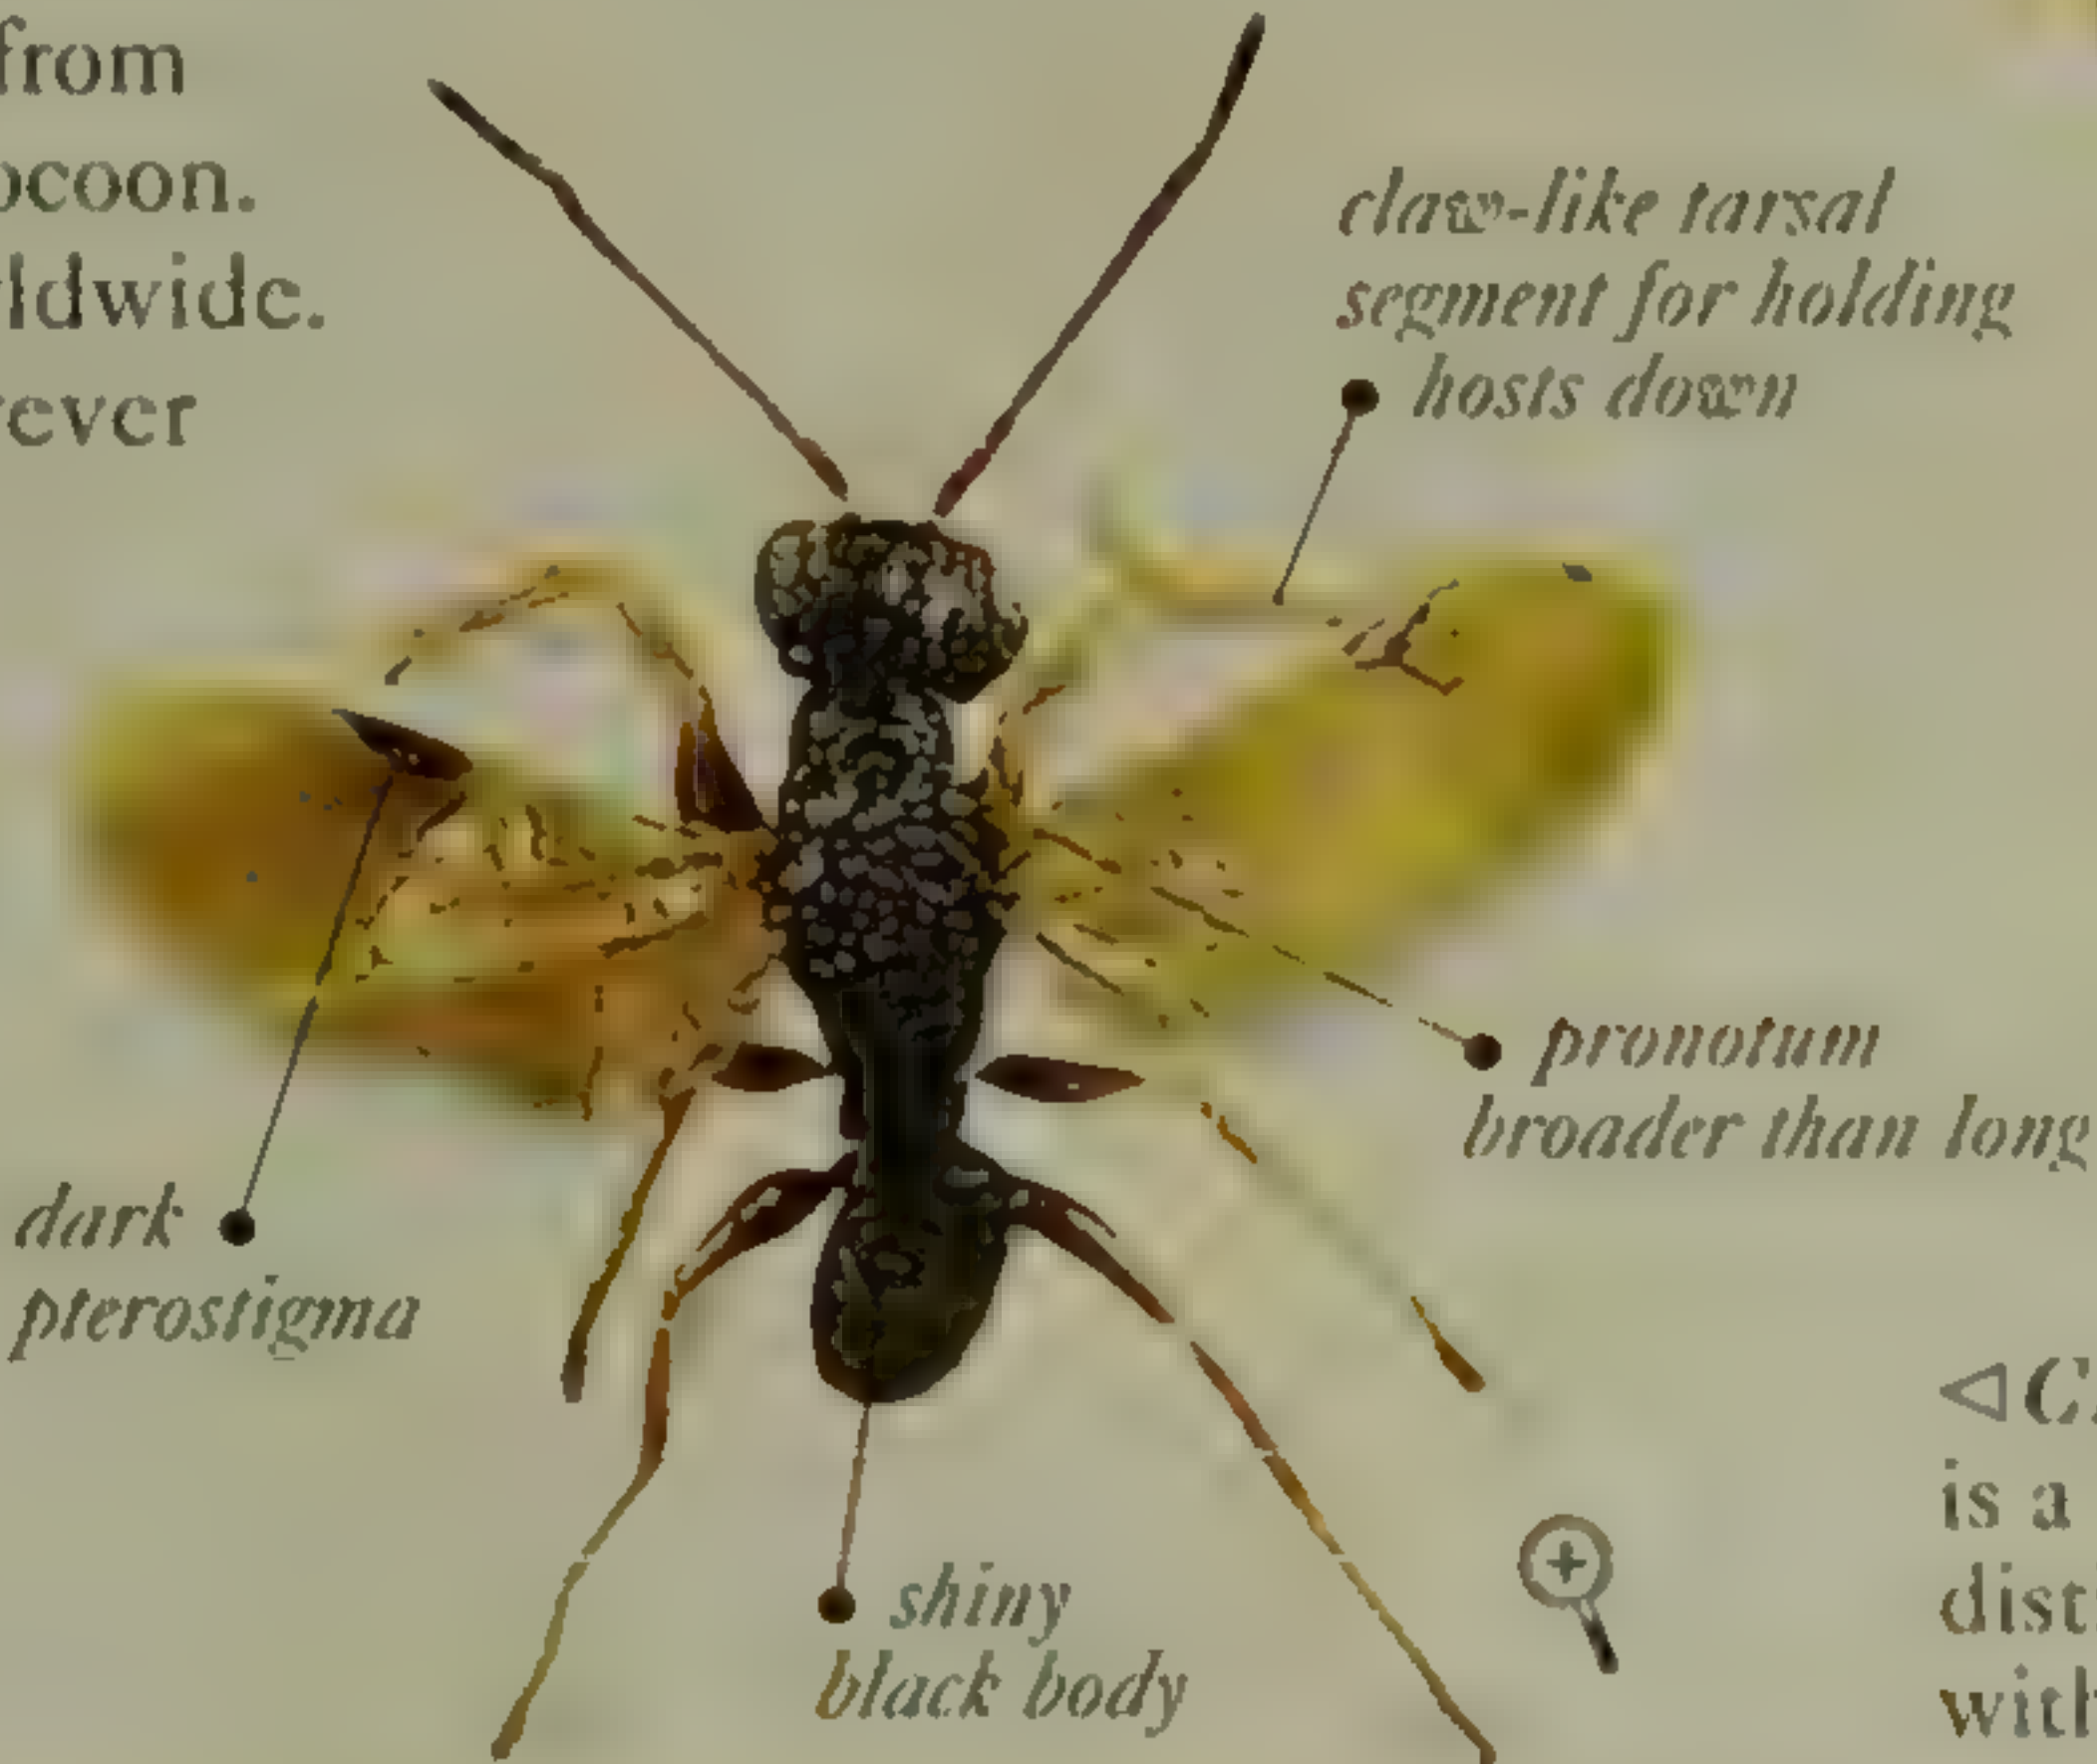 from
ocoon.
ldwide.
ever
claw-like tarsal
segment for holding
hosts down
pronotum
broader than long
dark
pterostigma
shiny
black body
◁ C
is a
dist
with